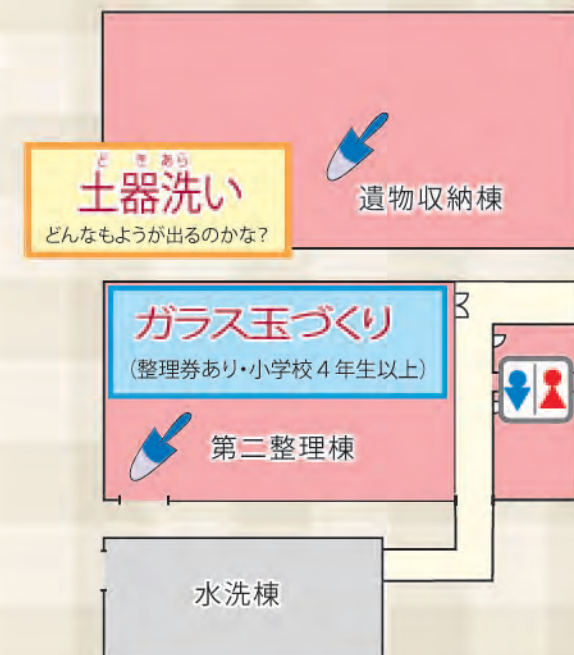 どきあら
土器洗い
どんなもようが出るのかな?
遺物収納棟
ガラス玉づくり
(整理券あり・小学校4年生以上)
第二整理棟
水洗棟